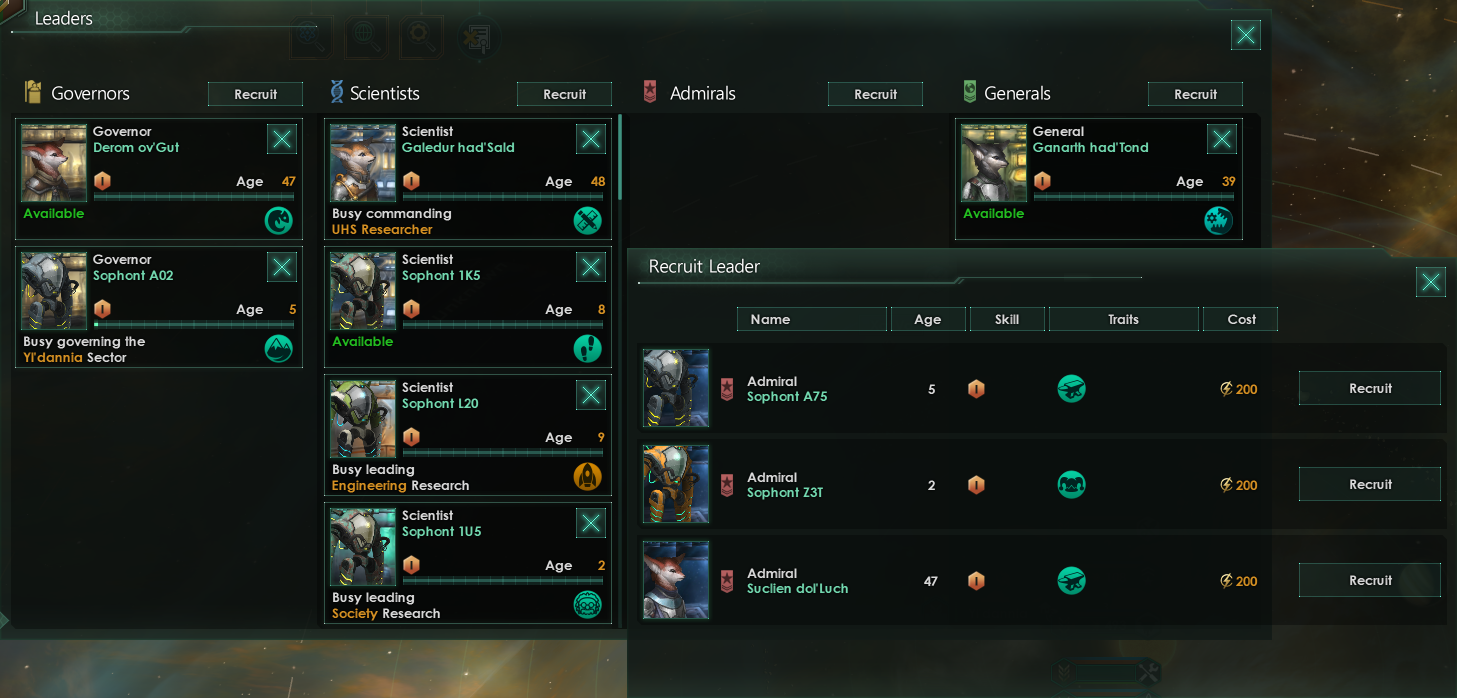 Leaders
Governors
Recruit
Scientists
Recruit
Admirals
Recruit
Generals
Recruit
Governor
Derom ov'Gut
Age 47
Available
Governor
Sophont A02
Age 5
Busy governing the
Yl'dannia Sector
Scientist
Galedur had'Sald
Age 48
Busy commanding
UHS Researcher
Scientist
Sophont 1K5
Age 8
Available
Scientist
Sophont L20
Age 9
Busy leading
Engineering Research
Scientist
Sophont 1U5
Age 2
Busy leading
Society Research
General
Ganarth had'Tond
Age 39
Available
Recruit Leader
Name Age Skill Traits Cost
Admiral
Sophont A75
5 I 200 Recruit
Admiral
Sophont Z3T
2 I 200 Recruit
Admiral
Suclien dol'Luch
47 I 200 Recruit